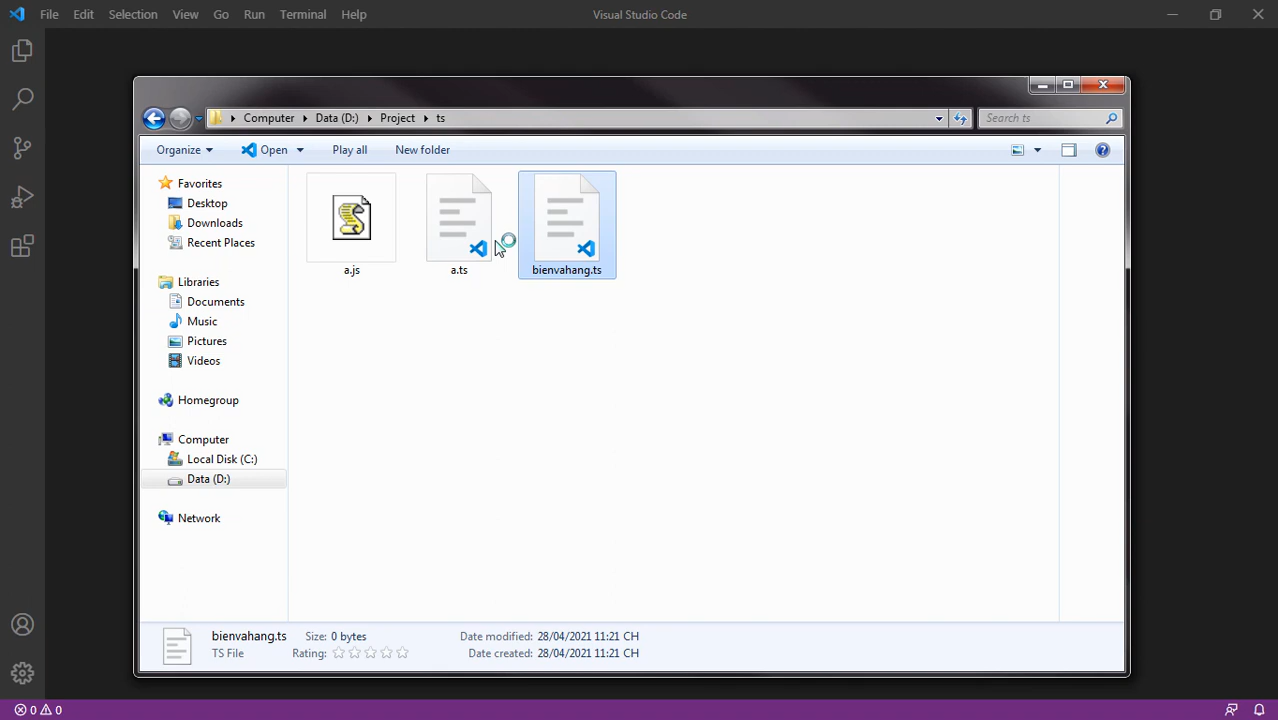 File Edit Selection View Go Run Terminal Help Visual Studio Code
Computer Data (D:) Project ts Search ts
Organize Open Play all New folder
Favorites
Desktop
Downloads
Recent Places
Libraries
Documents
Music
Pictures
Videos
Homegroup
Computer
Local Disk (C:)
Data (D:)
Network
a.js a.ts bienvahang.ts
bienvahang.ts Size: 0 bytes Date modified: 28/04/2021 11:21 CH
TS File Rating: Date created: 28/04/2021 11:21 CH
0 0